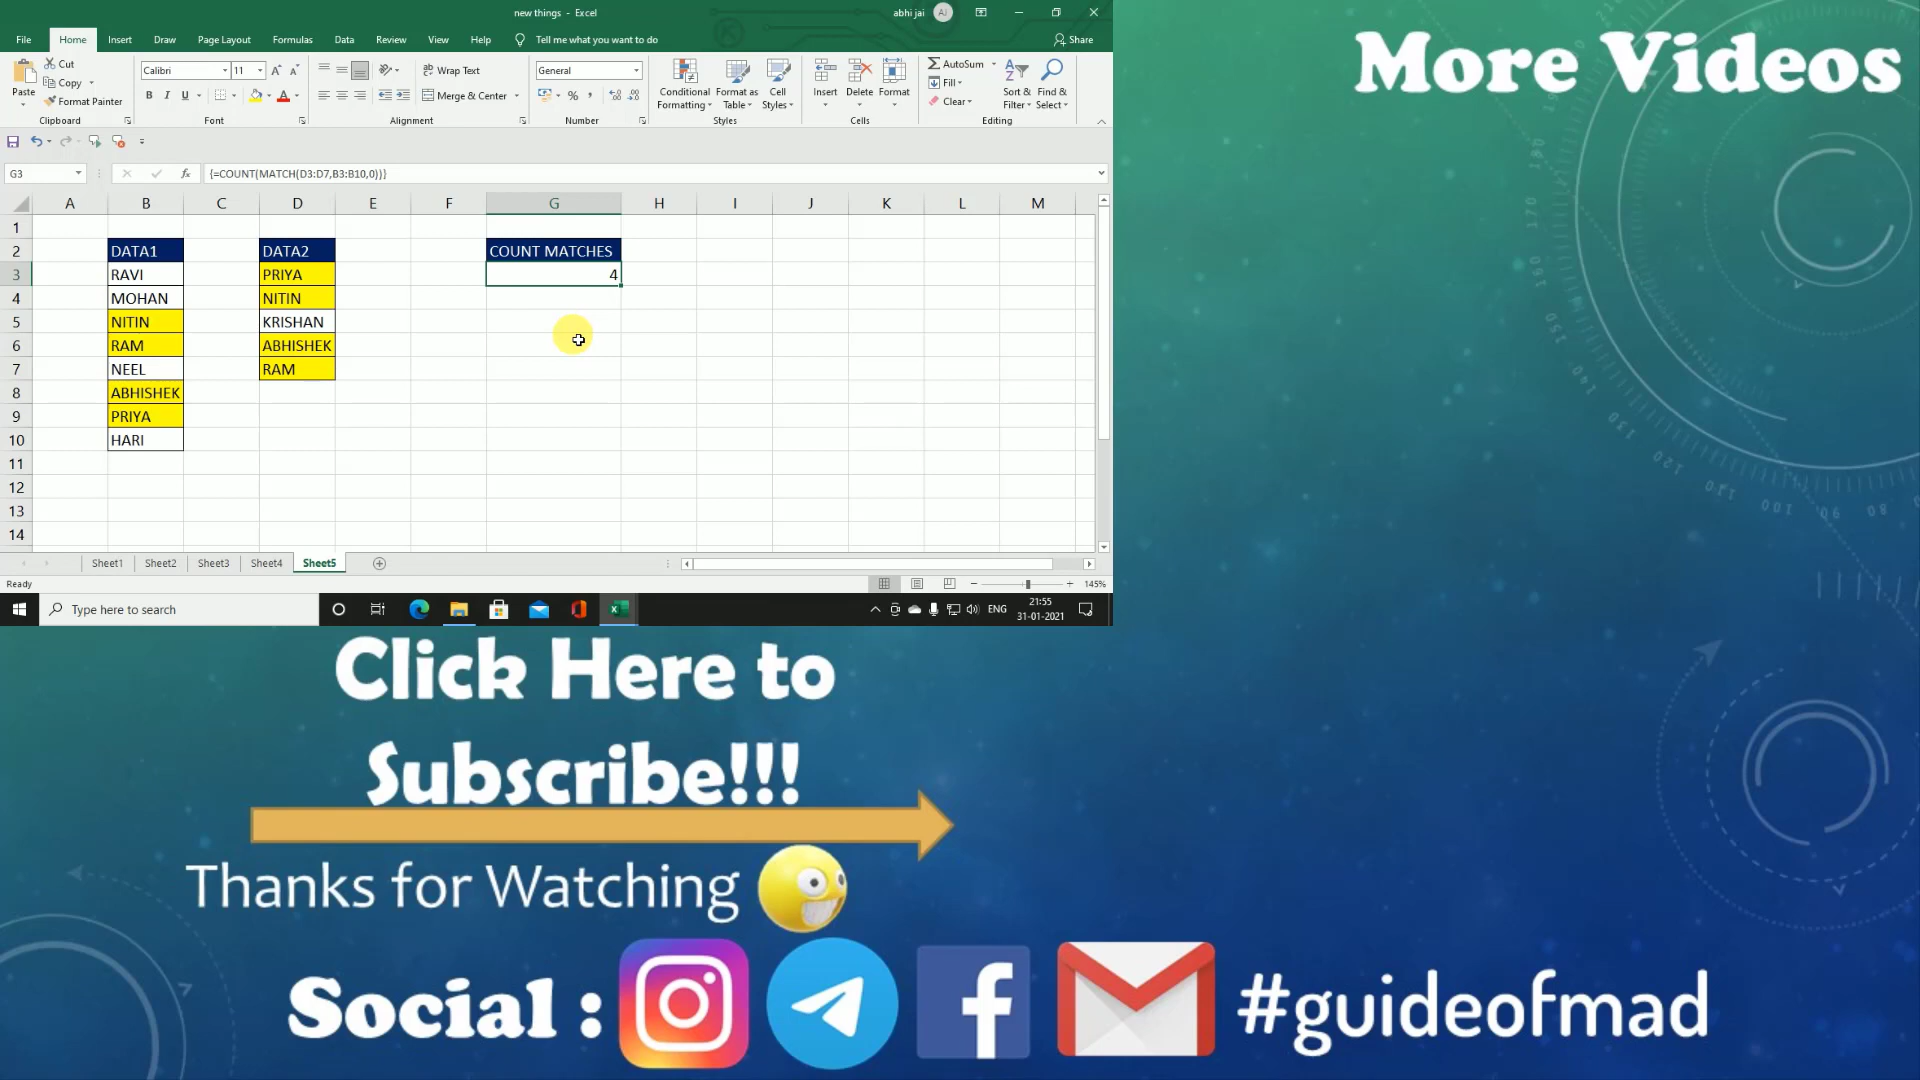 new things - Excel
abhi jai
AJ
File Home Insert Draw Page Layout Formulas Data Review View Help Tell me what you want to do Share
Paste
Cut
Copy
Format Painter
Calibri 11
B I U
Wrap Text
Merge & Center
General
%
Conditional Formatting
Format as Table
Cell Styles
Insert Delete Format
AutoSum
Fill
Clear
Sort & Filter
Find & Select
Clipboard Font Alignment Number Styles Cells Editing
G3 fx {=COUNT(MATCH(D3:D7,B3:B10,0))}
A B C D E F G H I J K L M
1
2 DATA1 DATA2 COUNT MATCHES
3 RAVI PRIYA 4
4 MOHAN NITIN
5 NITIN KRISHAN
6 RAM ABHISHEK
7 NEEL RAM
8 ABHISHEK
9 PRIYA
10 HARI
11
12
13
14
Sheet1 Sheet2 Sheet3 Sheet4 Sheet5
Ready
145%
Type here to search
ENG
21:55
31-01-2021
More Videos
Click Here to
Subscribe!!!
Thanks for Watching
Social :
#guideofmad